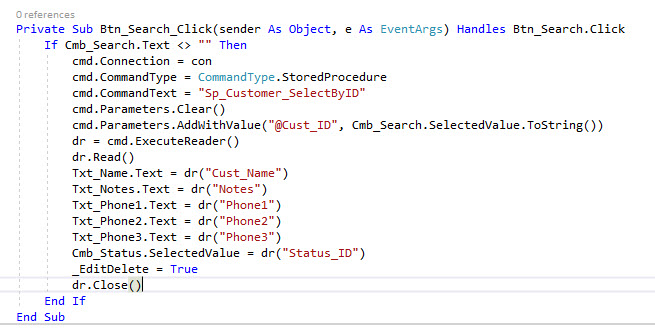 0 references
Private Sub Btn_Search_Click(sender As Object, e As EventArgs) Handles Btn_Search.Click
If Cmb_Search.Text <> "" Then
cmd.Connection = con
cmd.CommandType = CommandType.StoredProcedure
cmd.CommandText = "Sp_Customer_SelectByID"
cmd.Parameters.Clear()
cmd.Parameters.AddWithValue("@Cust_ID", Cmb_Search.SelectedValue.ToString())
dr = cmd.ExecuteReader()
dr.Read()
Txt_Name.Text = dr("Cust_Name")
Txt_Notes.Text = dr("Notes")
Txt_Phone1.Text = dr("Phone1")
Txt_Phone2.Text = dr("Phone2")
Txt_Phone3.Text = dr("Phone3")
Cmb_Status.SelectedValue = dr("Status_ID")
_EditDelete = True
dr.Close()
End If
End Sub